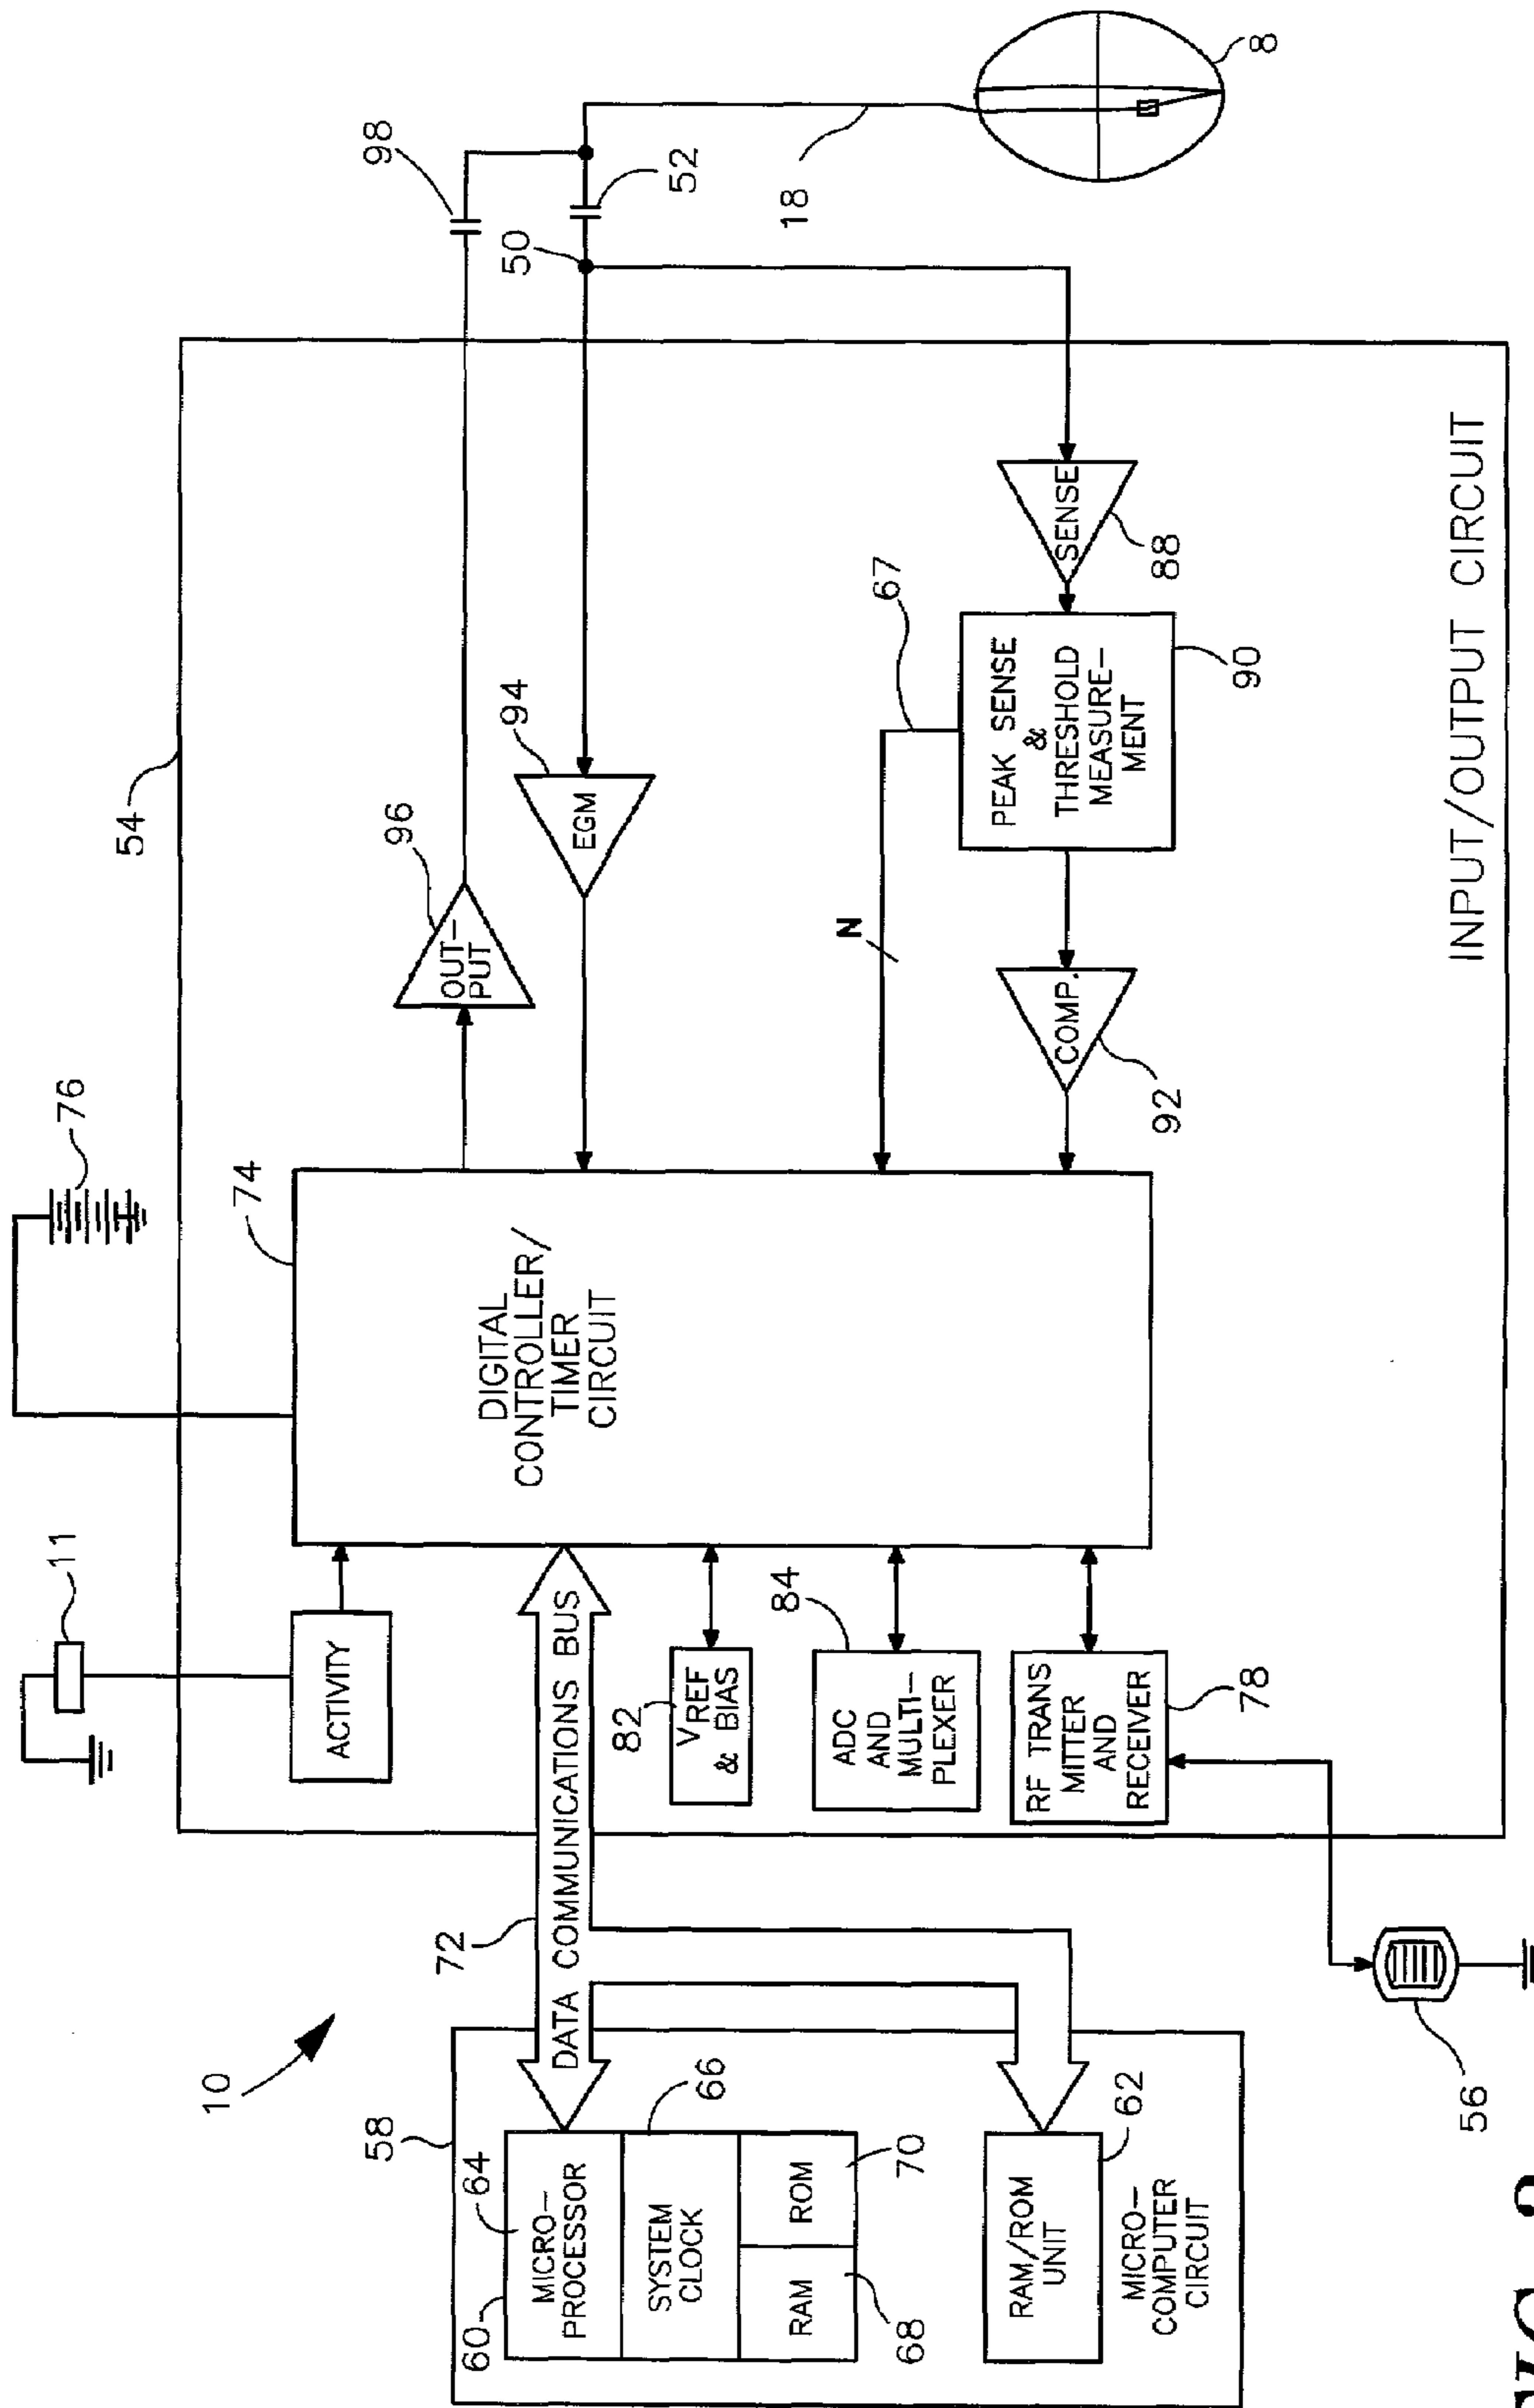 10
11
76
54
74
ACTIVITY
DIGITAL
CONTROLLER/
TIMER
CIRCUIT
96
OUT-
PUT
94
EGM
98
50
52
18
8
58
60
64
MICRO-
PROCESSOR
66
SYSTEM
CLOCK
RAM
ROM
68
70
62
RAM/ROM
UNIT
MICRO-
COMPUTER
CIRCUIT
72
DATA COMMUNICATIONS BUS
82
VREF
& BIAS
84
ADC
AND
MULTI-
PLEXER
RF TRANS
MITTER
AND
RECEIVER
78
56
N
67
COMP.
92
PEAK SENSE
&
THRESHOLD
MEASURE-
MENT
90
SENSE
88
INPUT/OUTPUT CIRCUIT